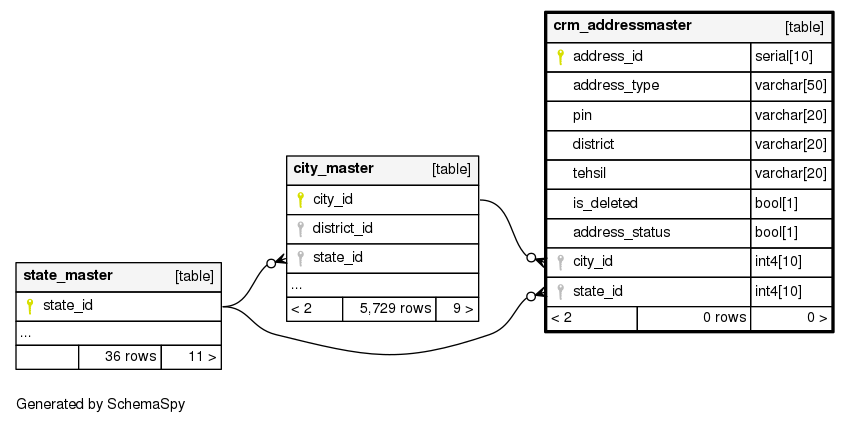 crm_addressmaster [table]
address_id serial[10]
address_type varchar[50]
pin varchar[20]
district varchar[20]
tehsil varchar[20]
is_deleted bool[1]
address_status bool[1]
city_id int4[10]
state_id int4[10]
< 2 0 rows 0 >
city_master [table]
city_id
district_id
state_id
...
< 2 5,729 rows 9 >
state_master [table]
state_id
...
36 rows 11 >
Generated by SchemaSpy